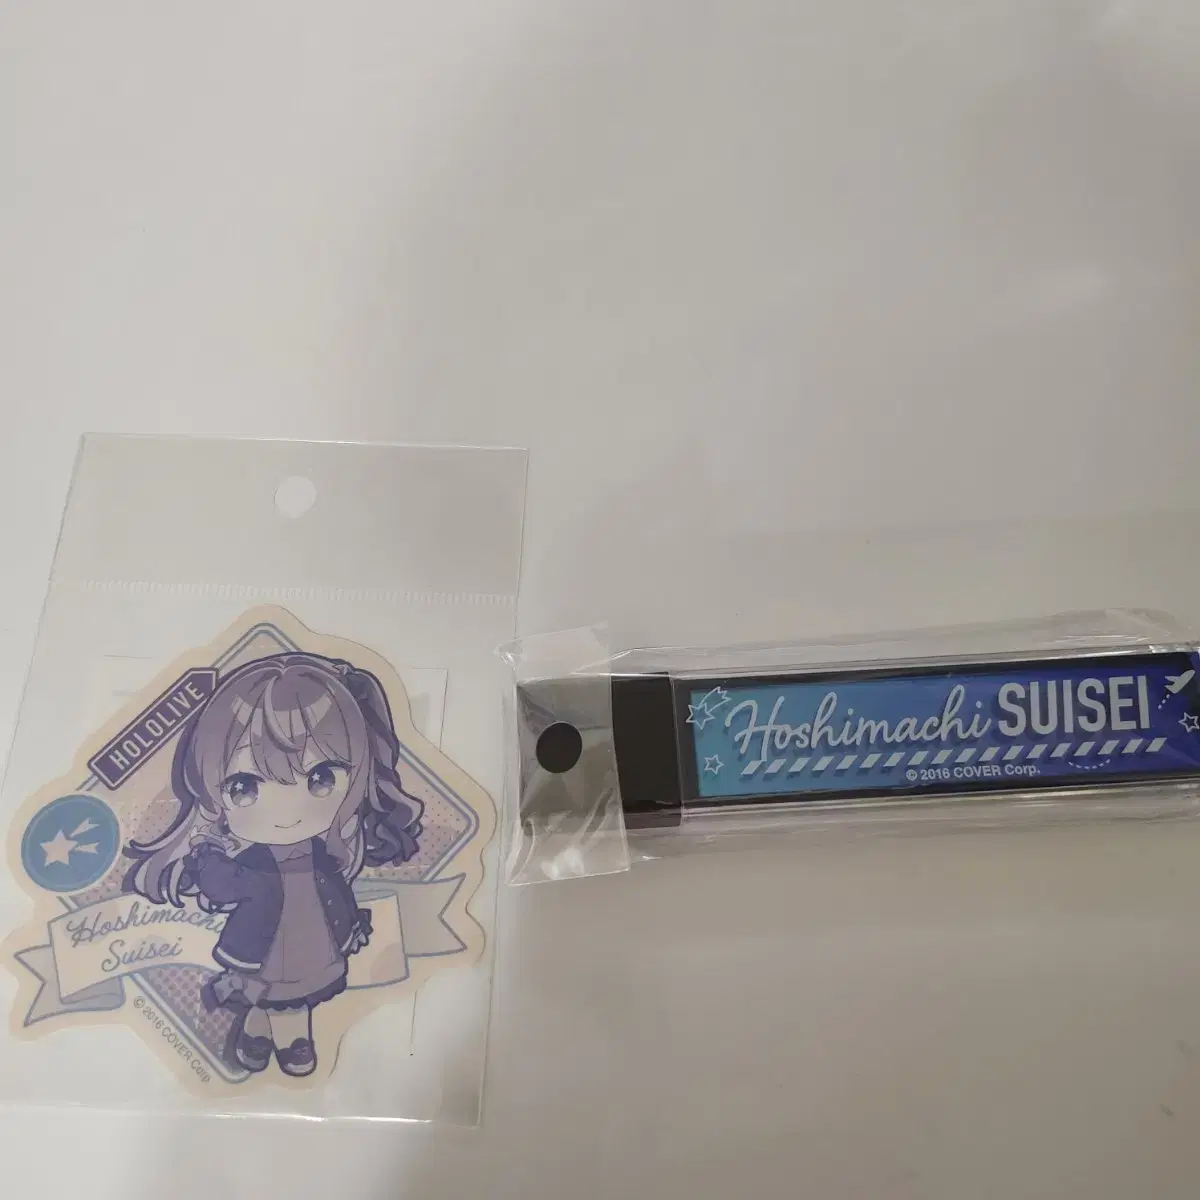 HOLOLIVE
Hoshimachi
Suisei
© 2016 COVER Corp.
Hoshimachi SUISEI
© 2016 COVER Corp.